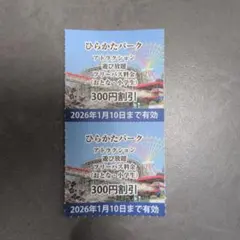 ひらかたパーク
アトラクション
遊び放題
フリーパス料金
(おとな・小学生)
300円割引
2026年1月10日まで有効
ひらかたパーク
アトラクション
遊び放題
フリーパス料金
(おとな・小学生)
300円割引
2026年1月10日まで有効